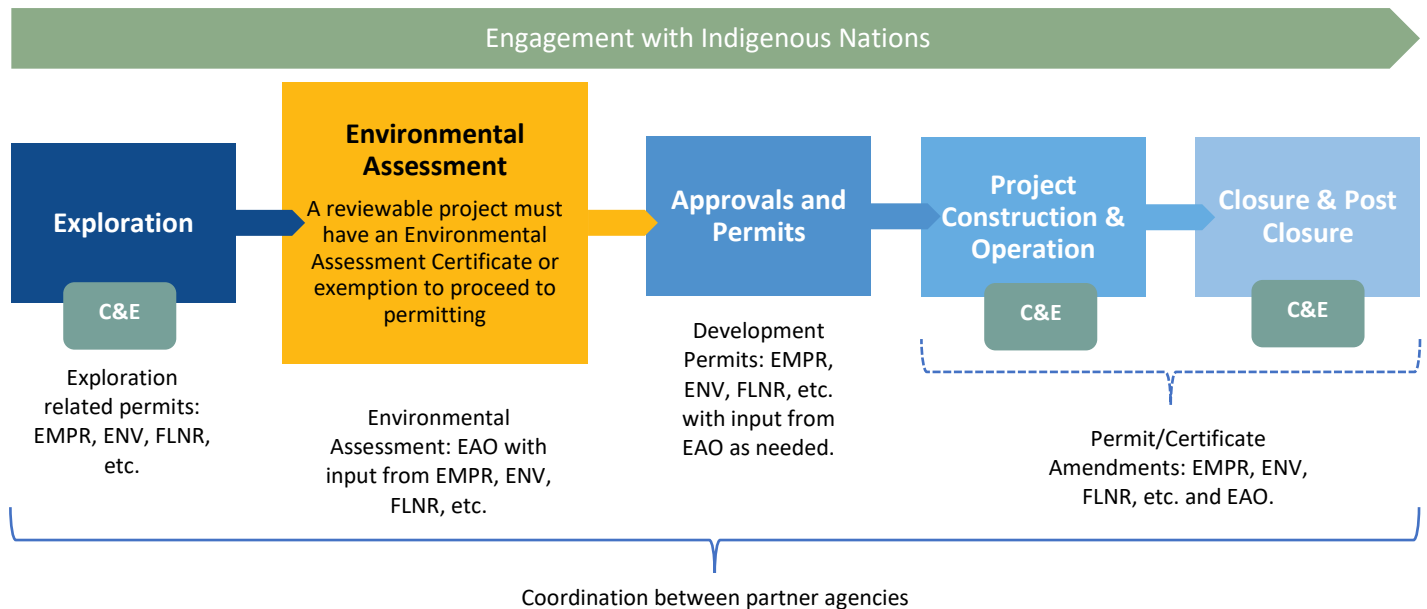 Engagement with Indigenous Nations
Exploration
C&E
Exploration
related permits:
EMPR, ENV, FLNR,
etc.
Environmental
Assessment
A reviewable project must
have an Environmental
Assessment Certificate or
exemption to proceed to
permitting
Environmental
Assessment: EAO with
input from EMPR, ENV,
FLNR, etc.
Approvals and
Permits
Development
Permits: EMPR,
ENV, FLNR, etc.
with input from
EAO as needed.
Project
Construction &
Operation
C&E
Closure & Post
Closure
C&E
Permit/Certificate
Amendments: EMPR, ENV,
FLNR, etc. and EAO.
Coordination between partner agencies